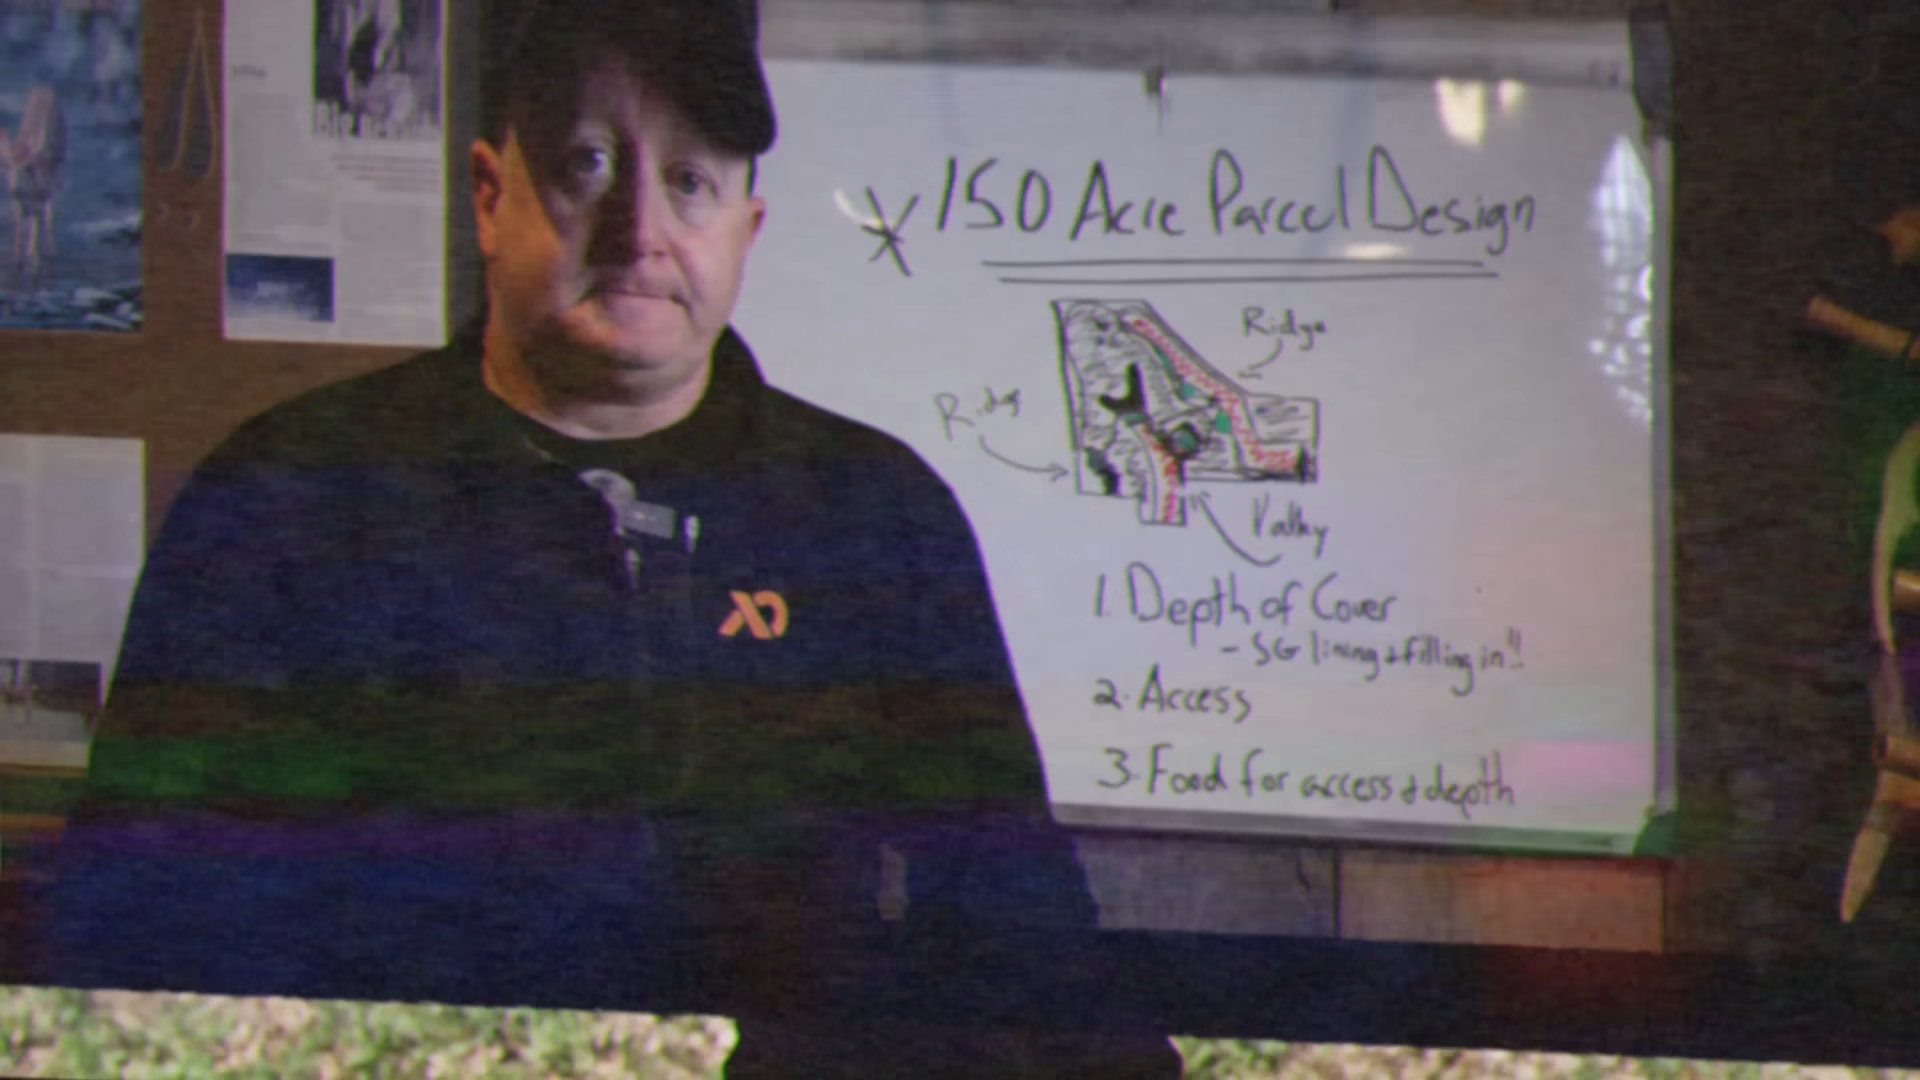 * 150 Acre Parcel Design
Ridge
Ridge
Valley
1. Depth of Cover
- SG lining + filling in!!
2. Access
3. Food for access + depth